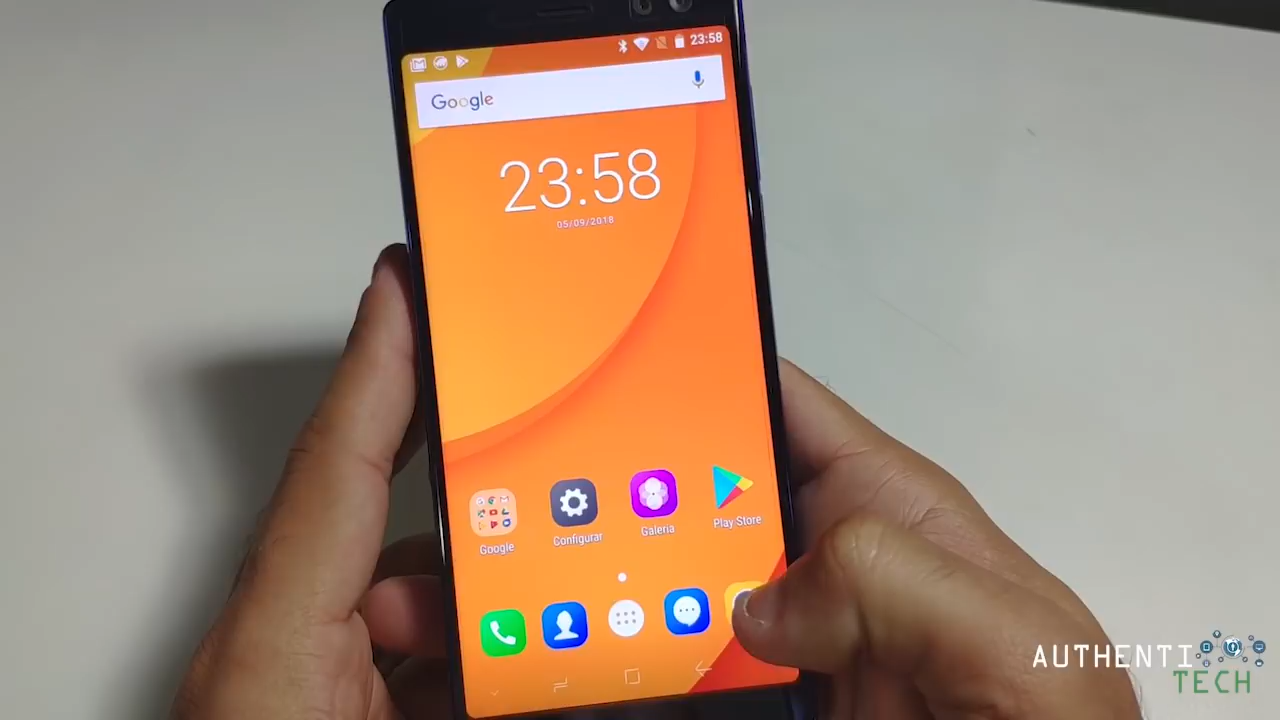 23:58
Google
23:58
05/09/2018
Google
Configurar
Galeria
Play Store
AUTHENTI
TECH